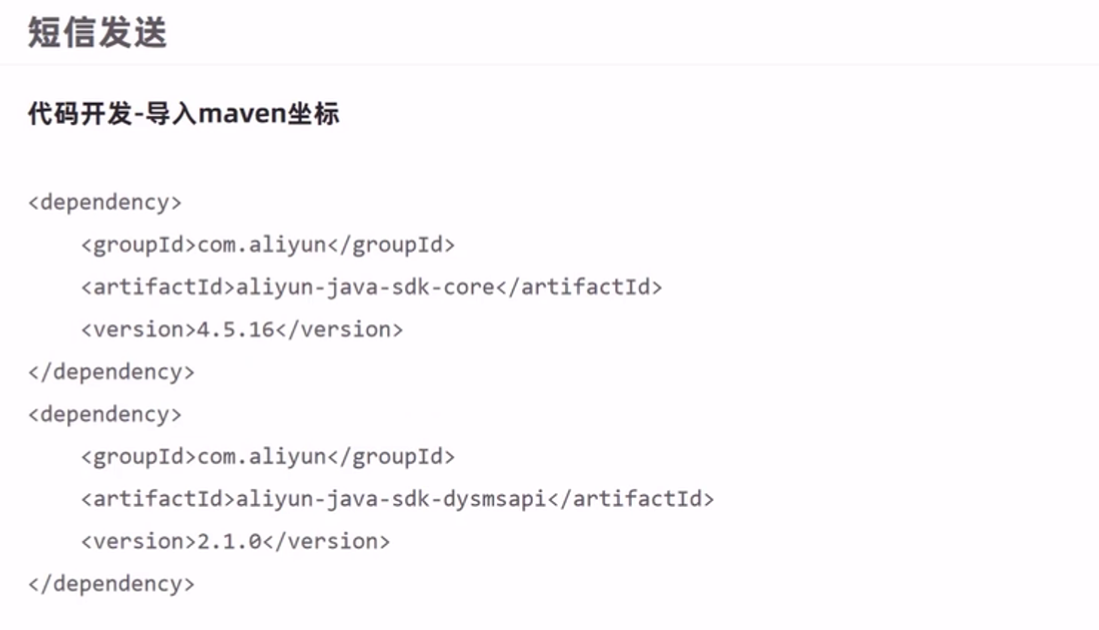 短信发送
代码开发-导入maven坐标
<dependency>
    <groupId>com.aliyun</groupId>
    <artifactId>aliyun-java-sdk-core</artifactId>
    <version>4.5.16</version>
</dependency>
<dependency>
    <groupId>com.aliyun</groupId>
    <artifactId>aliyun-java-sdk-dysmsapi</artifactId>
    <version>2.1.0</version>
</dependency>